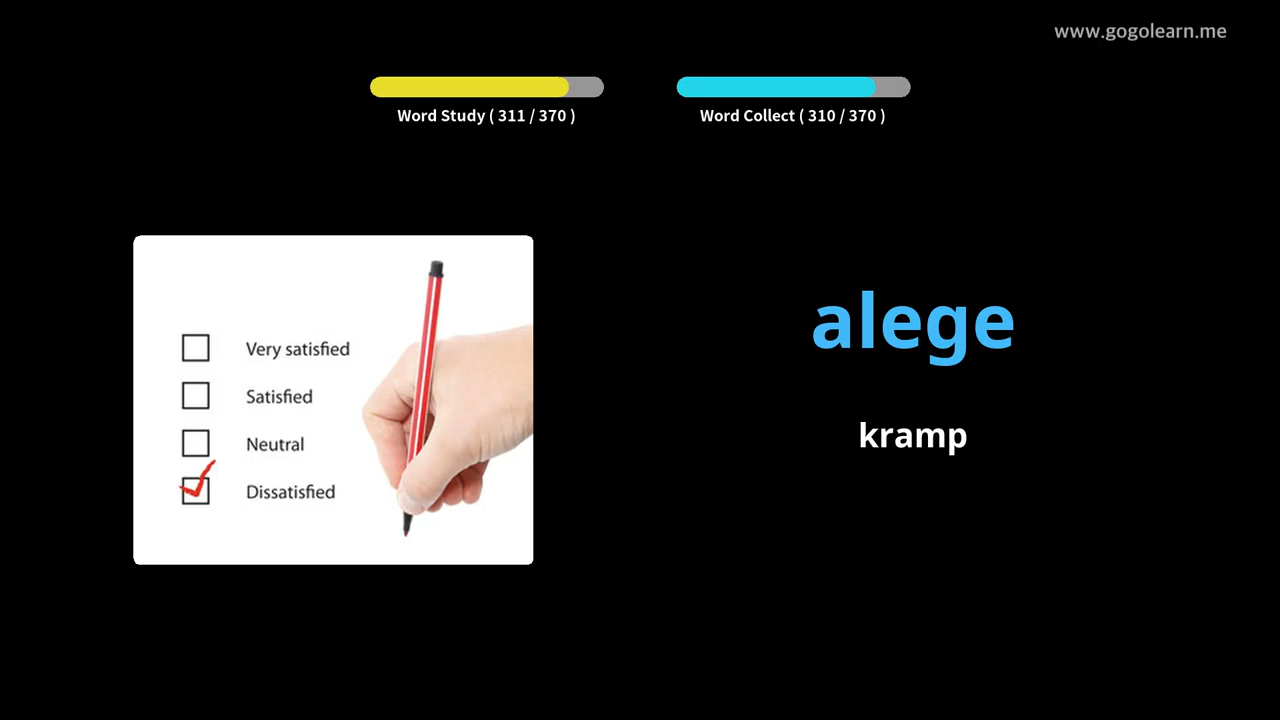 www.gogolearn.me
Word Study ( 311 / 370 )
Word Collect ( 310 / 370 )
Very satisfied
Satisfied
Neutral
Dissatisfied
alege
kramp